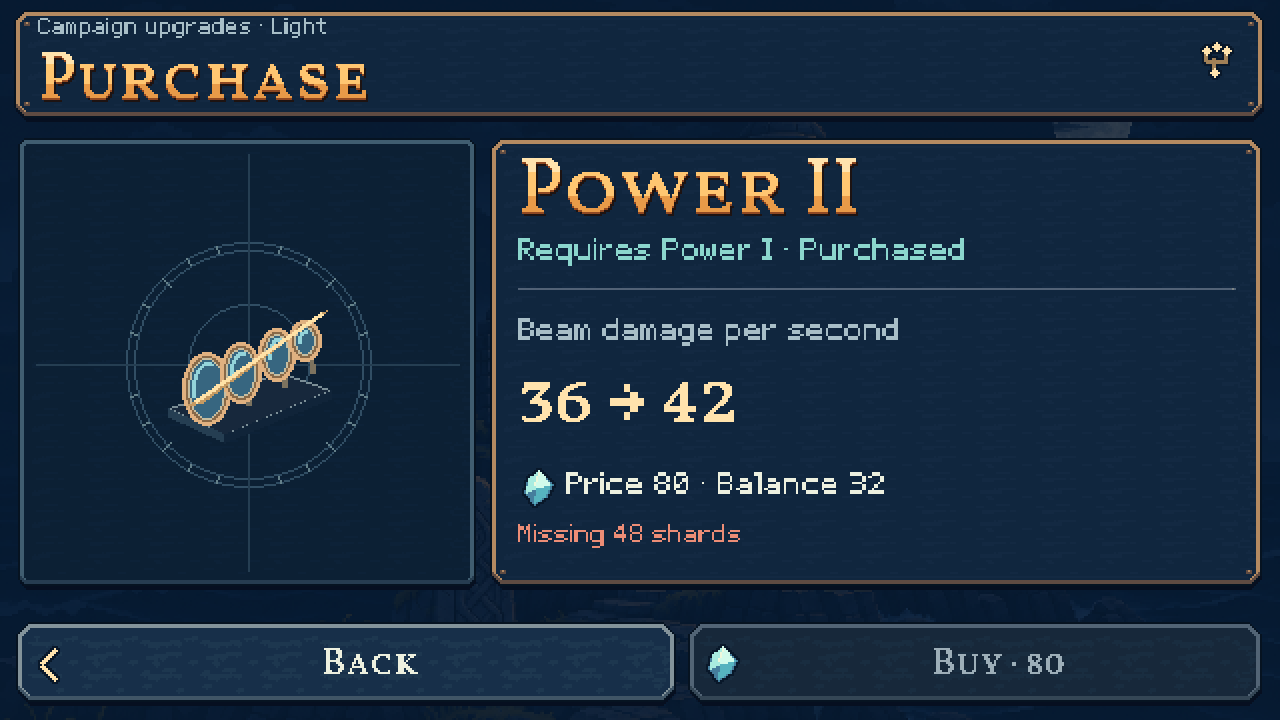 Campaign upgrades · Light
Purchase
Power II
Requires Power I · Purchased
Beam damage per second
36 → 42
Price 80 · Balance 32
Missing 48 shards
Back
Buy · 80